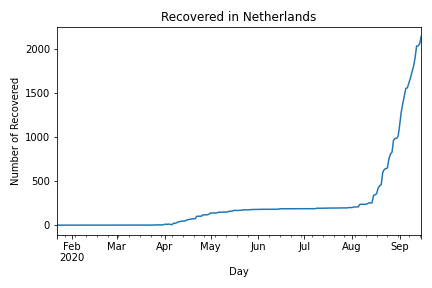 Recovered in Netherlands
Number of Recovered
2000
1500
1000
500
0
Feb Mar Apr May Jun Jul Aug Sep
2020
Day